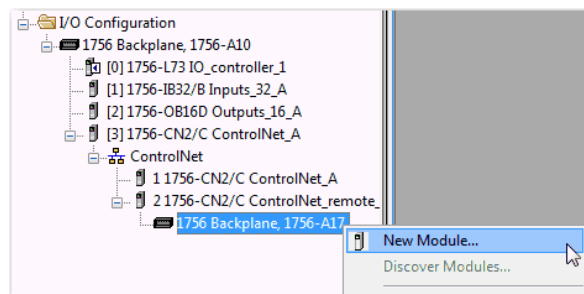 I/O Configuration
1756 Backplane, 1756-A10
[0] 1756-L73 IO_controller_1
[1] 1756-IB32/B Inputs_32_A
[2] 1756-OB16D Outputs_16_A
[3] 1756-CN2/C ControlNet_A
ControlNet
1 1756-CN2/C ControlNet_A
2 1756-CN2/C ControlNet_remote_
1756 Backplane, 1756-A17
New Module...
Discover Modules...